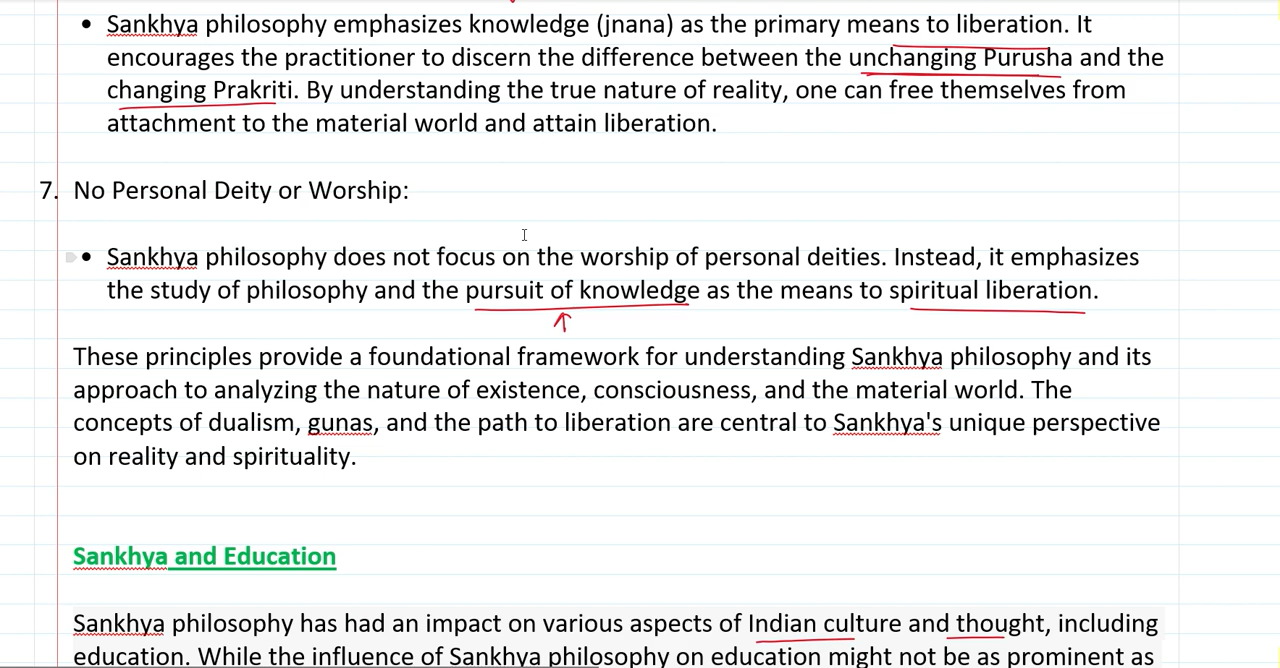 • Sankhya philosophy emphasizes knowledge (jnana) as the primary means to liberation. It
encourages the practitioner to discern the difference between the unchanging Purusha and the
changing Prakriti. By understanding the true nature of reality, one can free themselves from
attachment to the material world and attain liberation.
7. No Personal Deity or Worship:
• Sankhya philosophy does not focus on the worship of personal deities. Instead, it emphasizes
the study of philosophy and the pursuit of knowledge as the means to spiritual liberation.
These principles provide a foundational framework for understanding Sankhya philosophy and its
approach to analyzing the nature of existence, consciousness, and the material world. The
concepts of dualism, gunas, and the path to liberation are central to Sankhya's unique perspective
on reality and spirituality.
Sankhya and Education
Sankhya philosophy has had an impact on various aspects of Indian culture and thought, including
education. While the influence of Sankhya philosophy on education might not be as prominent as